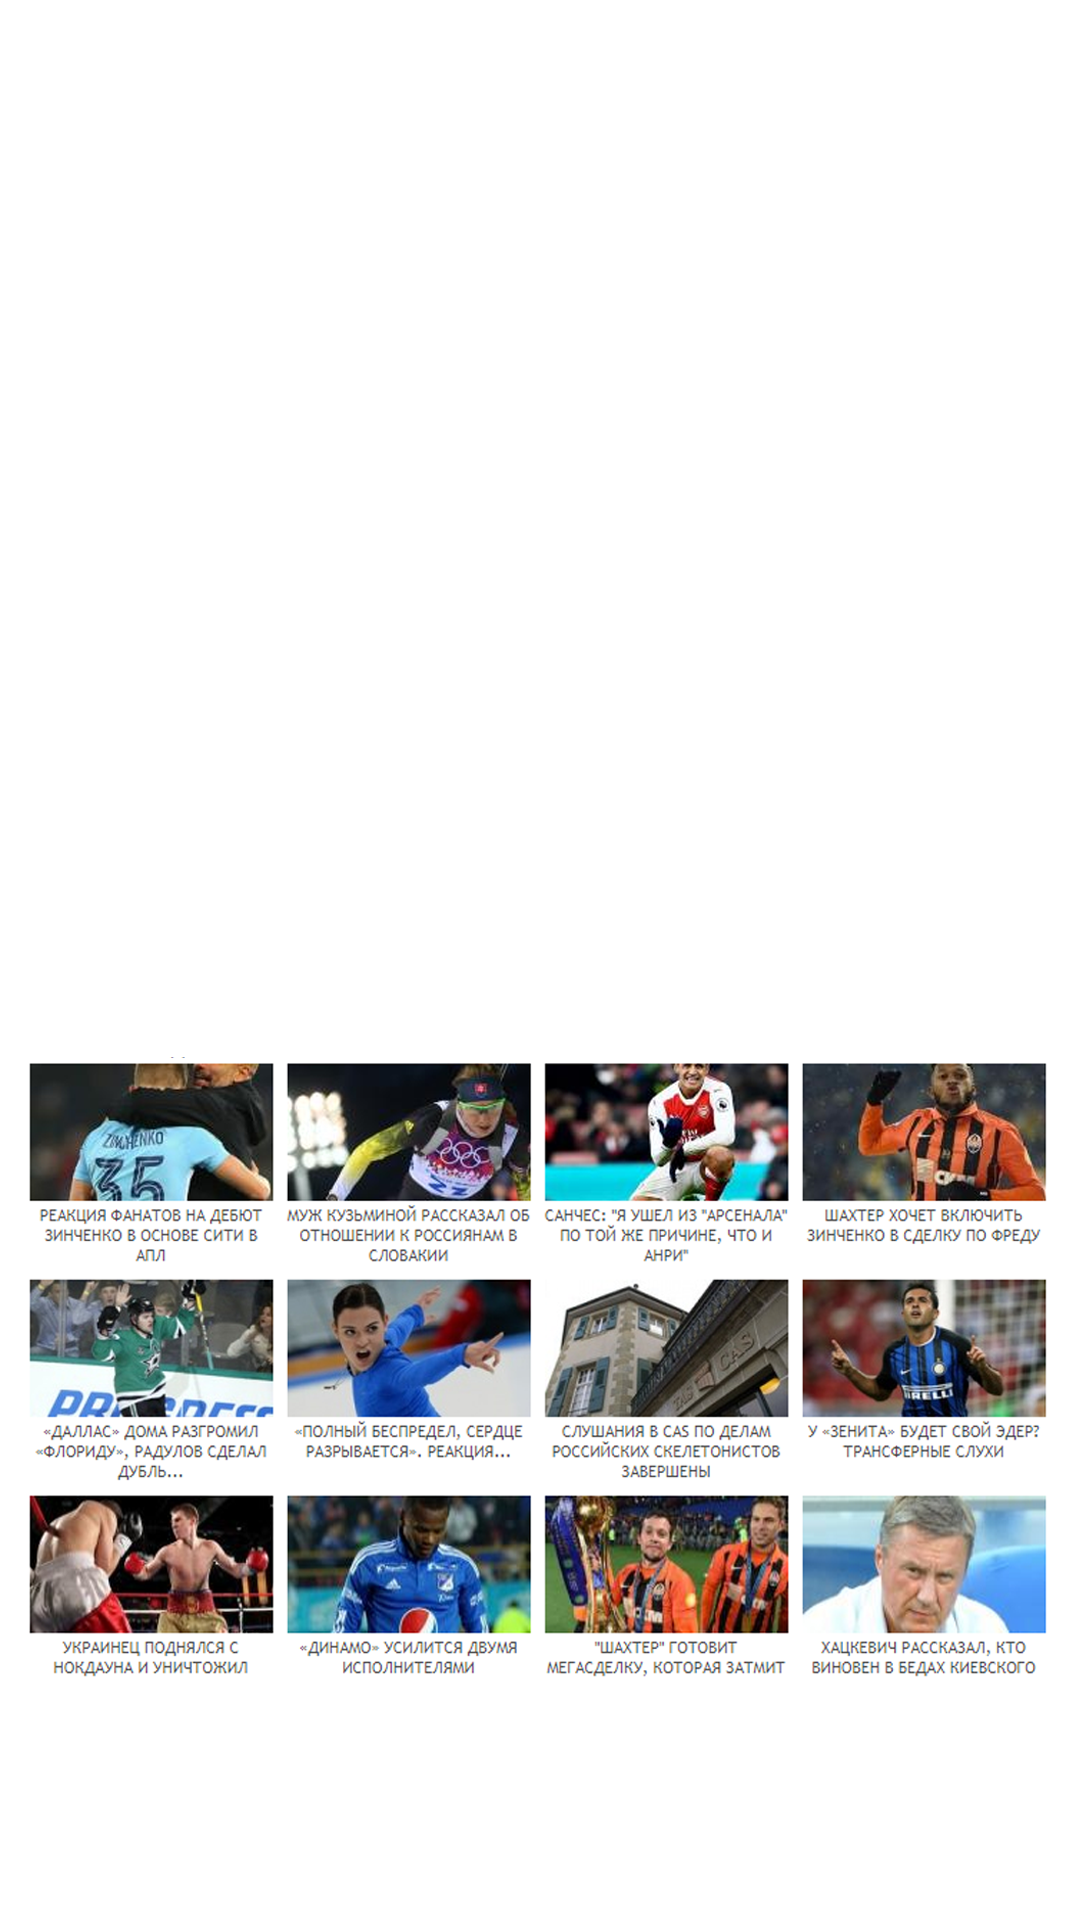 ZINCHENKO
35
РЕАКЦИЯ ФАНАТОВ НА ДЕБЮТ
ЗИНЧЕНКО В ОСНОВЕ СИТИ В
АПЛ
МУЖ КУЗЬМИНОЙ РАССКАЗАЛ ОБ
ОТНОШЕНИИ К РОССИЯНАМ В
СЛОВАКИИ
САНЧЕС: "Я УШЕЛ ИЗ "АРСЕНАЛА"
ПО ТОЙ ЖЕ ПРИЧИНЕ, ЧТО И
АНРИ"
ШАХТЕР ХОЧЕТ ВКЛЮЧИТЬ
ЗИНЧЕНКО В СДЕЛКУ ПО ФРЕДУ
TAS
CAS
PIRELLI
«ДАЛЛАС» ДОМА РАЗГРОМИЛ
«ФЛОРИДУ», РАДУЛОВ СДЕЛАЛ
ДУБЛЬ...
«ПОЛНЫЙ БЕСПРЕДЕЛ, СЕРДЦЕ
РАЗРЫВАЕТСЯ». РЕАКЦИЯ...
СЛУШАНИЯ В CAS ПО ДЕЛАМ
РОССИЙСКИХ СКЕЛЕТОНИСТОВ
ЗАВЕРШЕНЫ
У «ЗЕНИТА» БУДЕТ СВОЙ ЭДЕР?
ТРАНСФЕРНЫЕ СЛУХИ
УКРАИНЕЦ ПОДНЯЛСЯ С
НОКДАУНА И УНИЧТОЖИЛ
«ДИНАМО» УСИЛИТСЯ ДВУМЯ
ИСПОЛНИТЕЛЯМИ
"ШАХТЕР" ГОТОВИТ
МЕГАСДЕЛКУ, КОТОРАЯ ЗАТМИТ
ХАЦКЕВИЧ РАССКАЗАЛ, КТО
ВИНОВЕН В БЕДАХ КИЕВСКОГО